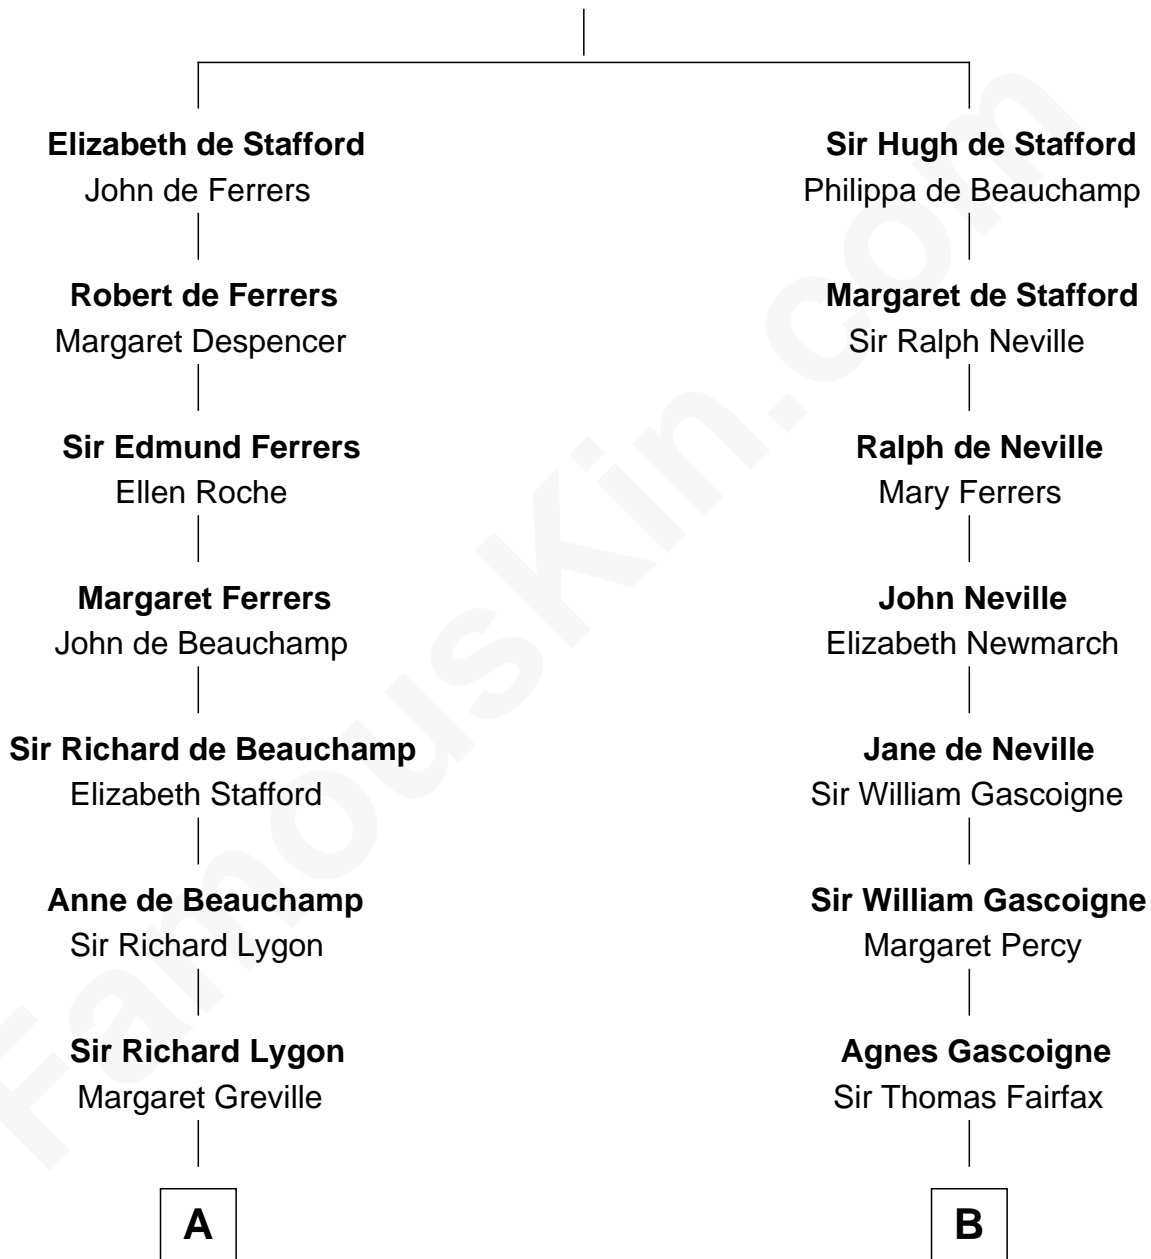 Elizabeth de Stafford
John de Ferrers
Robert de Ferrers
Margaret Despencer
Sir Edmund Ferrers
Ellen Roche
Margaret Ferrers
John de Beauchamp
Sir Richard de Beauchamp
Elizabeth Stafford
Anne de Beauchamp
Sir Richard Lygon
Sir Richard Lygon
Margaret Greville
A
Sir Hugh de Stafford
Philippa de Beauchamp
Margaret de Stafford
Sir Ralph Neville
Ralph de Neville
Mary Ferrers
John Neville
Elizabeth Newmarch
Jane de Neville
Sir William Gascoigne
Sir William Gascoigne
Margaret Percy
Agnes Gascoigne
Sir Thomas Fairfax
B
FamousKin.com